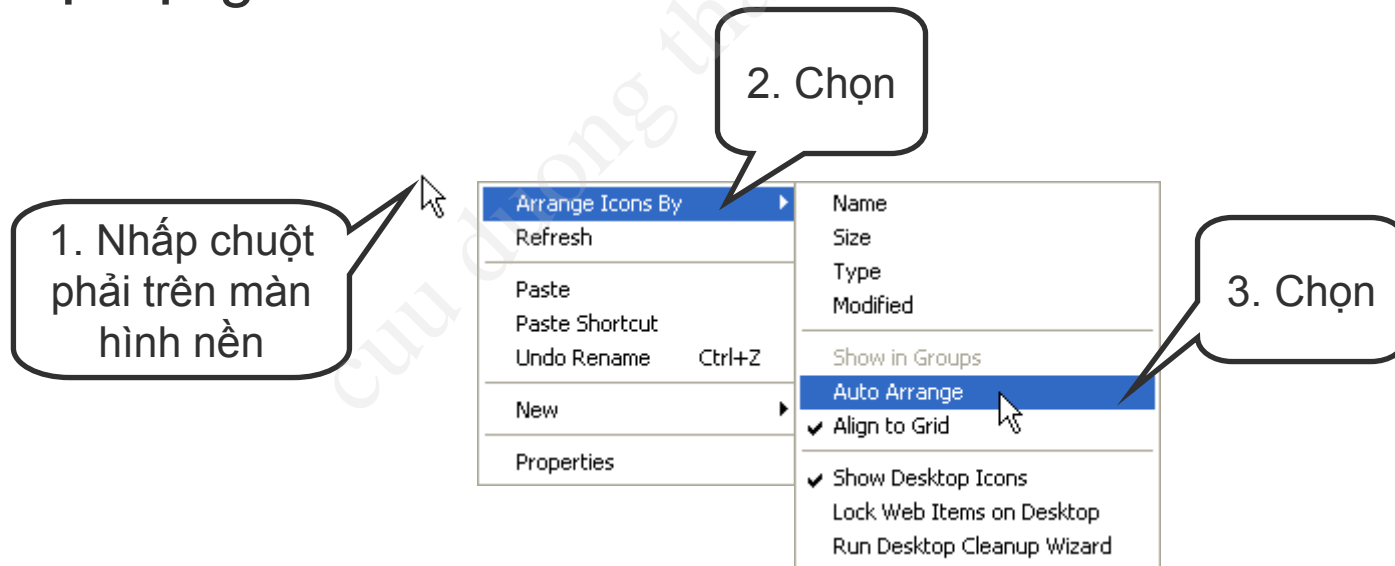 2. Chọn
1. Nhấp chuột
phải trên màn
hình nền
Arrange Icons By
Refresh
Paste
Paste Shortcut
Undo Rename Ctrl+Z
New
Properties
Name
Size
Type
Modified
Show in Groups
Auto Arrange
Align to Grid
Show Desktop Icons
Lock Web Items on Desktop
Run Desktop Cleanup Wizard
3. Chọn
cuu duong